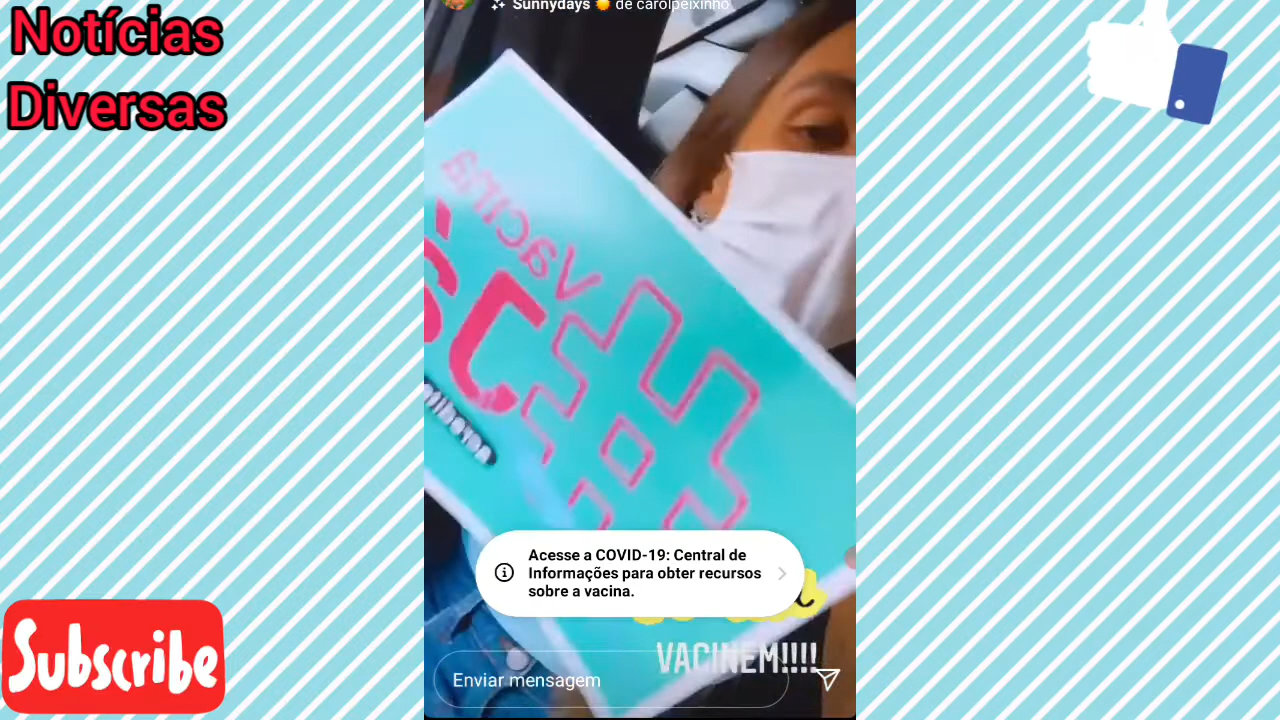 Notícias
Diversas
Sunnydays de carolpeixinho
Vacina
Acesse a COVID-19: Central de
Informações para obter recursos
sobre a vacina.
VACINEM!!!!
Enviar mensagem
Subscribe